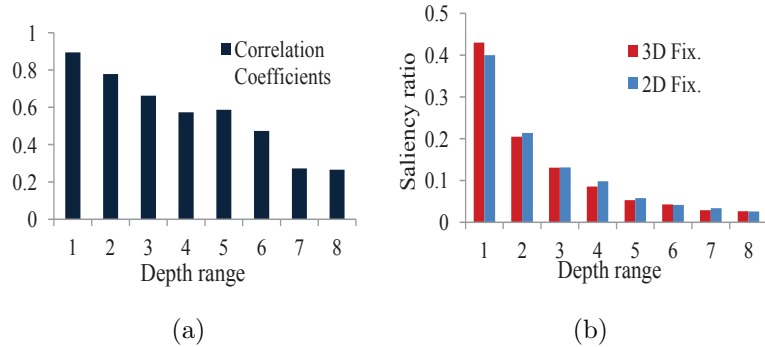 1
0.8
0.6
0.4
0.2
0
Correlation
Coefficients
1 2 3 4 5 6 7 8
Depth range
(a)
Saliency ratio
0.5
0.4
0.3
0.2
0.1
0
3D Fix.
2D Fix.
1 2 3 4 5 6 7 8
Depth range
(b)